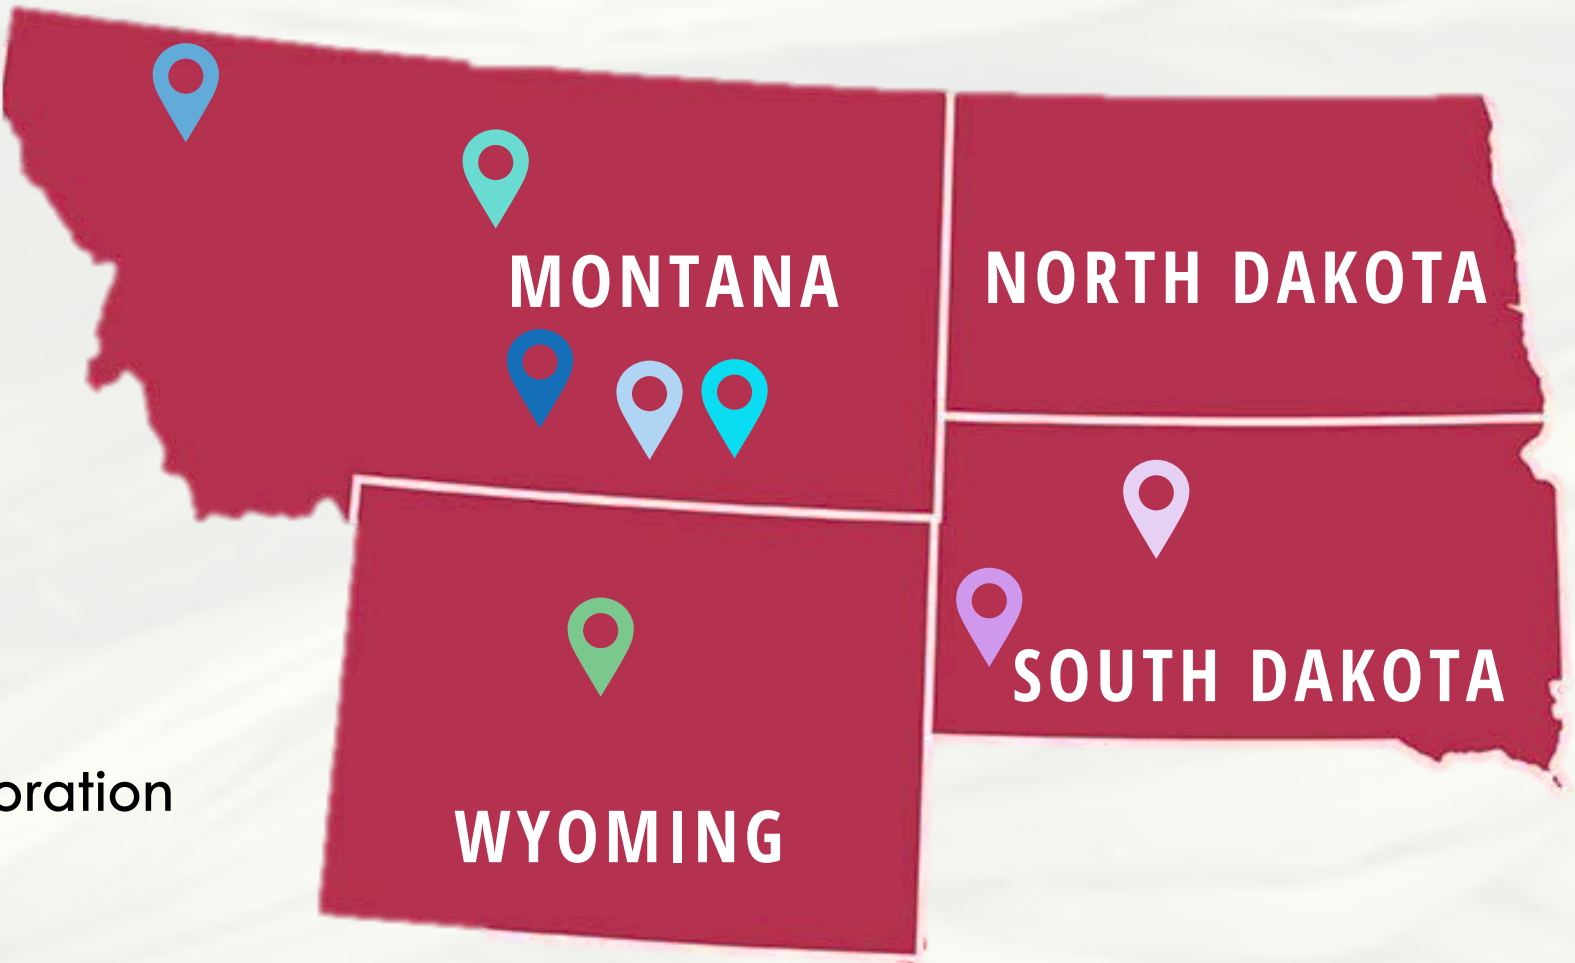 MONTANA
NORTH DAKOTA
SOUTH DAKOTA
oration
WYOMING